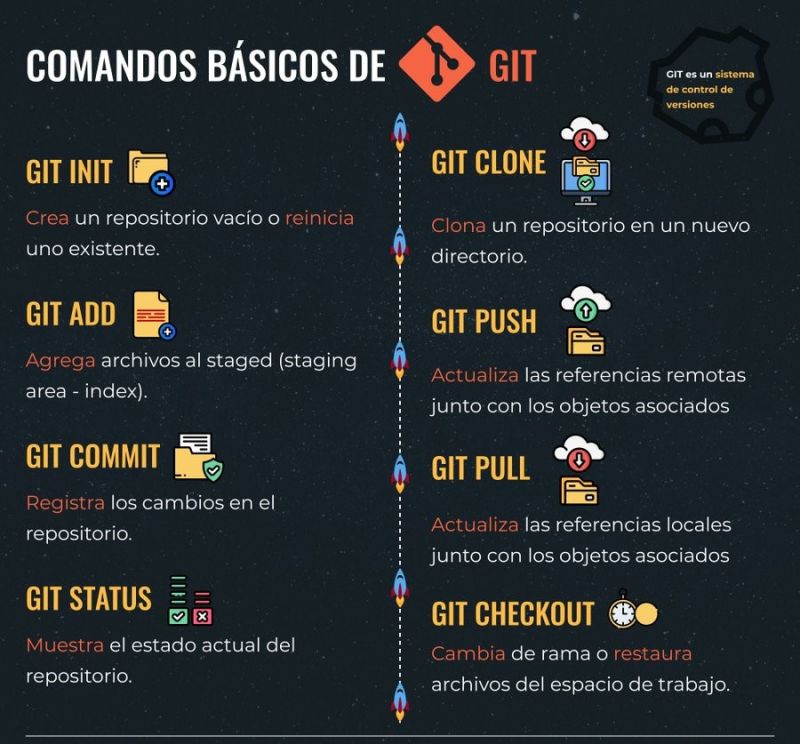 COMANDOS BÁSICOS DE GIT
GIT es un sistema
de control de
versiones
GIT INIT
Crea un repositorio vacío o reinicia
uno existente.
GIT ADD
Agrega archivos al staged (staging
area - index).
GIT COMMIT
Registra los cambios en el
repositorio.
GIT STATUS
Muestra el estado actual del
repositorio.
GIT CLONE
Clona un repositorio en un nuevo
directorio.
GIT PUSH
Actualiza las referencias remotas
junto con los objetos asociados
GIT PULL
Actualiza las referencias locales
junto con los objetos asociados
GIT CHECKOUT
Cambia de rama o restaura
archivos del espacio de trabajo.